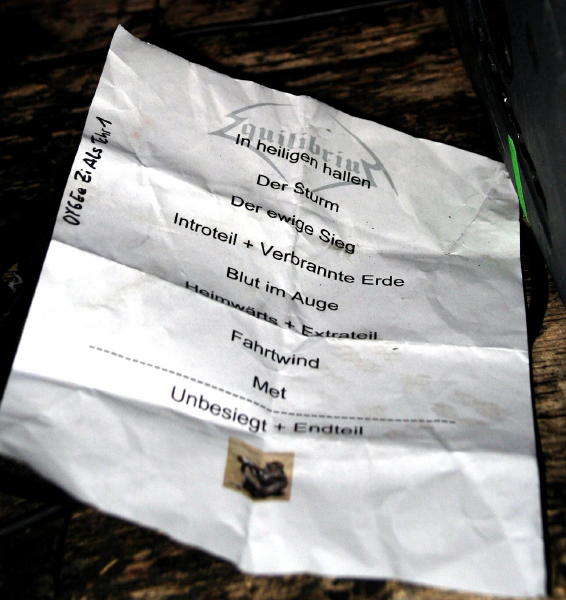 Equilibrium
In heiligen hallen
Der Sturm
Der ewige Sieg
Introteil + Verbrannte Erde
Blut im Auge
Heimwärts + Extrateil
Fahrtwind
Met
Unbesiegt + Endteil